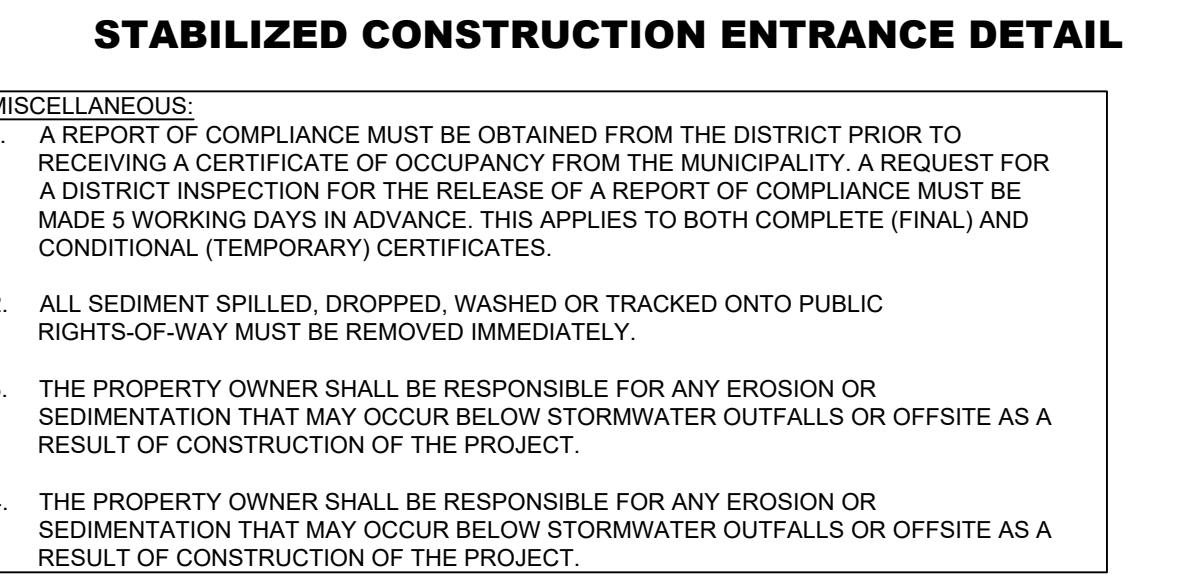 STABILIZED CONSTRUCTION ENTRANCE DETAIL
MISCELLANEOUS:
. A REPORT OF COMPLIANCE MUST BE OBTAINED FROM THE DISTRICT PRIOR TO
RECEIVING A CERTIFICATE OF OCCUPANCY FROM THE MUNICIPALITY. A REQUEST FOR
A DISTRICT INSPECTION FOR THE RELEASE OF A REPORT OF COMPLIANCE MUST BE
MADE 5 WORKING DAYS IN ADVANCE. THIS APPLIES TO BOTH COMPLETE (FINAL) AND
CONDITIONAL (TEMPORARY) CERTIFICATES.
2. ALL SEDIMENT SPILLED, DROPPED, WASHED OR TRACKED ONTO PUBLIC
RIGHTS-OF-WAY MUST BE REMOVED IMMEDIATELY.
3. THE PROPERTY OWNER SHALL BE RESPONSIBLE FOR ANY EROSION OR
SEDIMENTATION THAT MAY OCCUR BELOW STORMWATER OUTFALLS OR OFFSITE AS A
RESULT OF CONSTRUCTION OF THE PROJECT.
4. THE PROPERTY OWNER SHALL BE RESPONSIBLE FOR ANY EROSION OR
SEDIMENTATION THAT MAY OCCUR BELOW STORMWATER OUTFALLS OR OFFSITE AS A
RESULT OF CONSTRUCTION OF THE PROJECT.